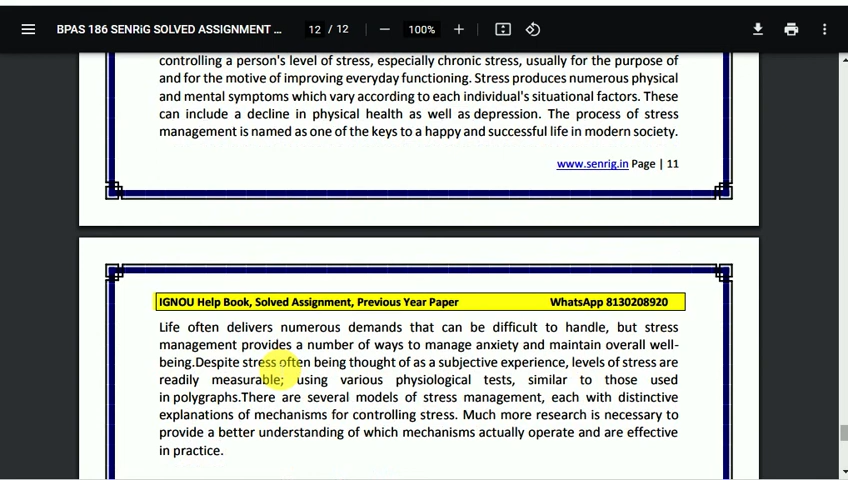 BPAS 186 SENRiG SOLVED ASSIGNMENT ... 12 / 12 100%
controlling a person's level of stress, especially chronic stress, usually for the purpose of
and for the motive of improving everyday functioning. Stress produces numerous physical
and mental symptoms which vary according to each individual's situational factors. These
can include a decline in physical health as well as depression. The process of stress
management is named as one of the keys to a happy and successful life in modern society.
www.senrig.in Page | 11
IGNOU Help Book, Solved Assignment, Previous Year Paper WhatsApp 8130208920
Life often delivers numerous demands that can be difficult to handle, but stress
management provides a number of ways to manage anxiety and maintain overall well-
being.Despite stress often being thought of as a subjective experience, levels of stress are
readily measurable; using various physiological tests, similar to those used
in polygraphs.There are several models of stress management, each with distinctive
explanations of mechanisms for controlling stress. Much more research is necessary to
provide a better understanding of which mechanisms actually operate and are effective
in practice.